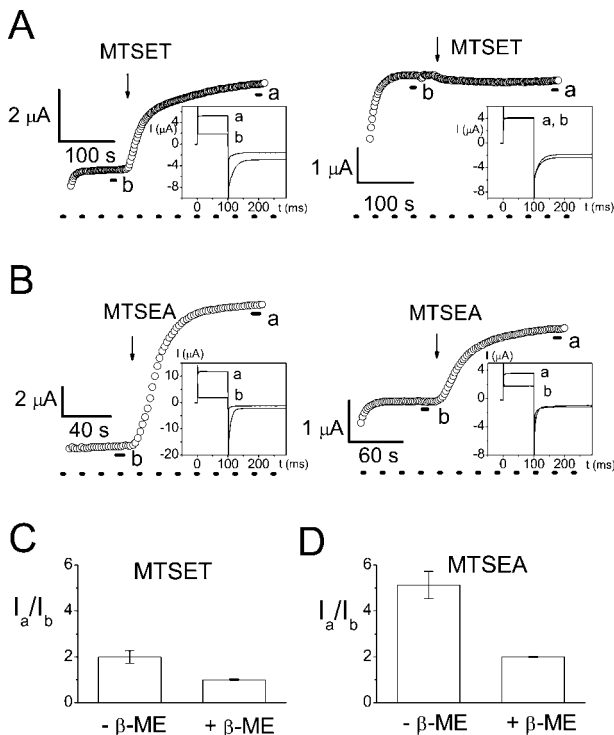 A
MTSET
2 μA
100 s
a
b
I (μA)
4
0
-4
-8
a
b
0
100
200
t (ms)
MTSET
1 μA
100 s
a
b
I (μA)
4
0
-4
-8
a, b
0
100
200
t (ms)
B
MTSEA
2 μA
40 s
a
b
I (μA)
10
0
-10
-20
a
b
0
100
200
t (ms)
MTSEA
1 μA
60 s
a
b
I (μA)
4
0
-4
-8
a
b
0
100
200
t (ms)
C
MTSET
Ia/Ib
6
4
2
0
- β-ME
+ β-ME
D
MTSEA
Ia/Ib
6
4
2
0
- β-ME
+ β-ME